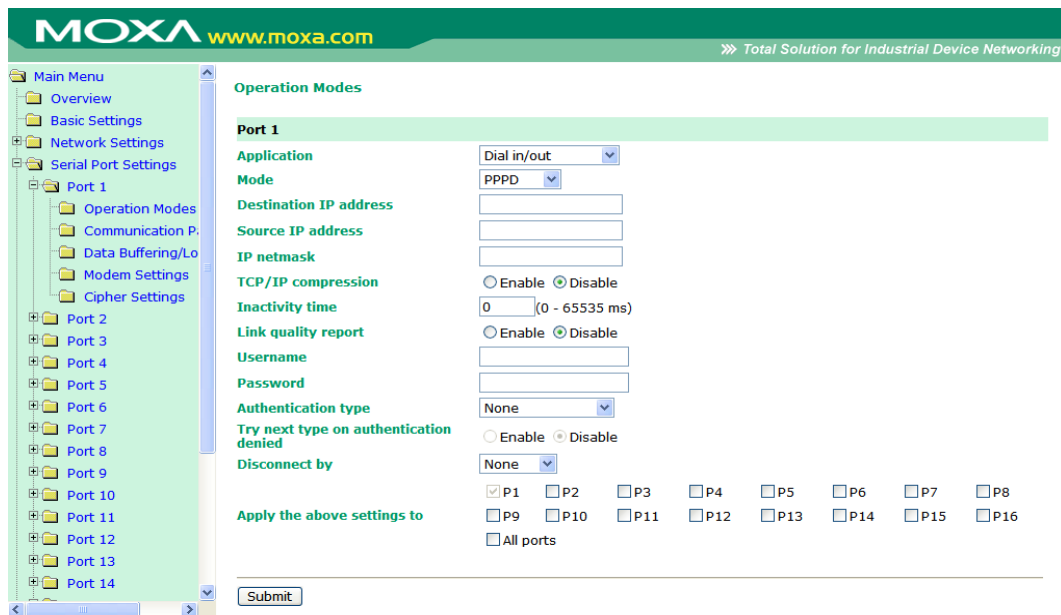 MOXA www.moxa.com
Total Solution for Industrial Device Networking
Main Menu
Overview
Basic Settings
Network Settings
Serial Port Settings
Port 1
Operation Modes
Communication Pa
Data Buffering/Lo
Modem Settings
Cipher Settings
Port 2
Port 3
Port 4
Port 5
Port 6
Port 7
Port 8
Port 9
Port 10
Port 11
Port 12
Port 13
Port 14
Operation Modes
Port 1
Application Dial in/out
Mode PPPD
Destination IP address
Source IP address
IP netmask
TCP/IP compression Enable Disable
Inactivity time 0 (0 - 65535 ms)
Link quality report Enable Disable
Username
Password
Authentication type None
Try next type on authentication
denied Enable Disable
Disconnect by None
P1 P2 P3 P4 P5 P6 P7 P8
Apply the above settings to P9 P10 P11 P12 P13 P14 P15 P16
All ports
Submit